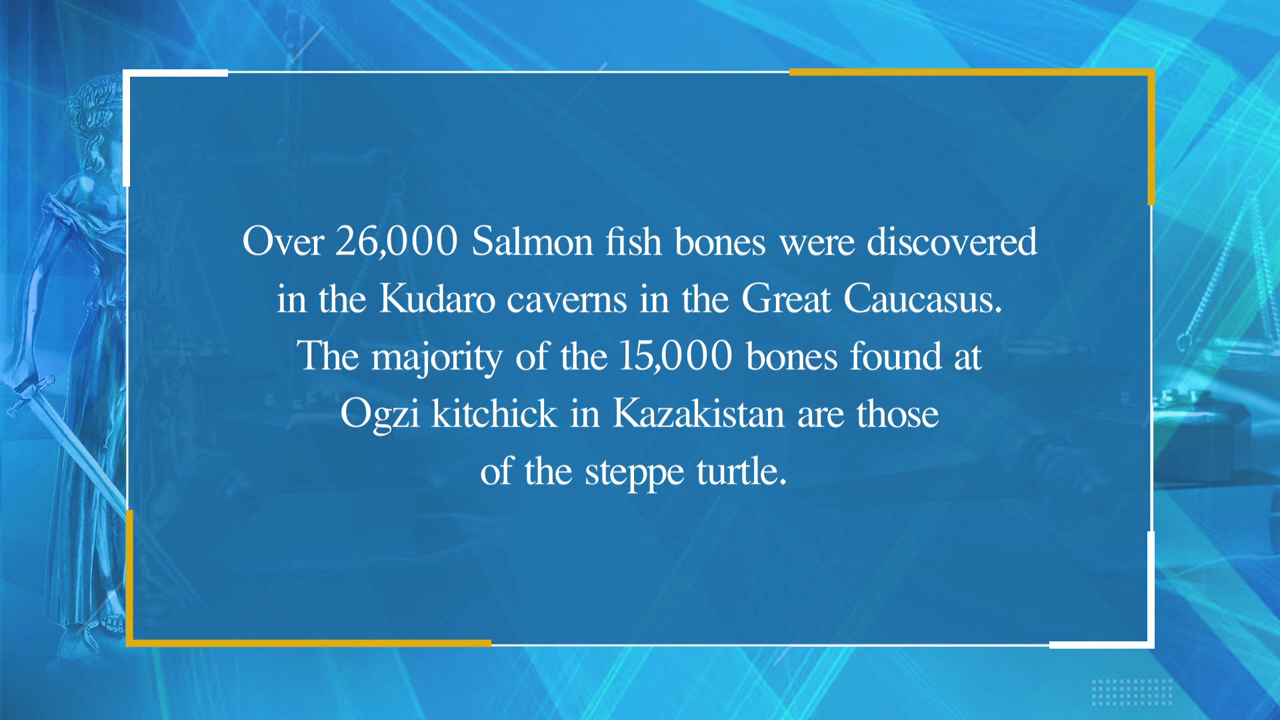 Over 26,000 Salmon fish bones were discovered
in the Kudaro caverns in the Great Caucasus.
The majority of the 15,000 bones found at
Ogzi kitchick in Kazakistan are those
of the steppe turtle.